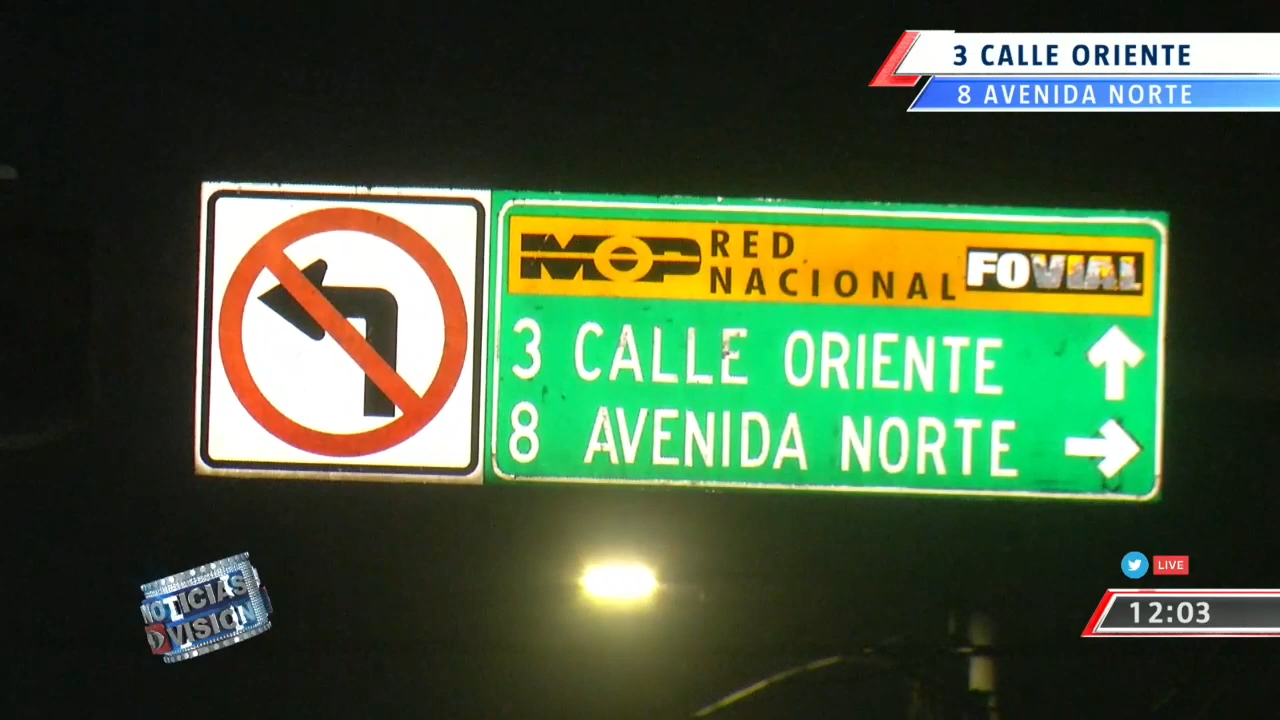 3 CALLE ORIENTE
8 AVENIDA NORTE
MOP RED NACIONAL FOVIAL
3 CALLE ORIENTE
8 AVENIDA NORTE
NOTICIAS
TVISION
LIVE
12:03